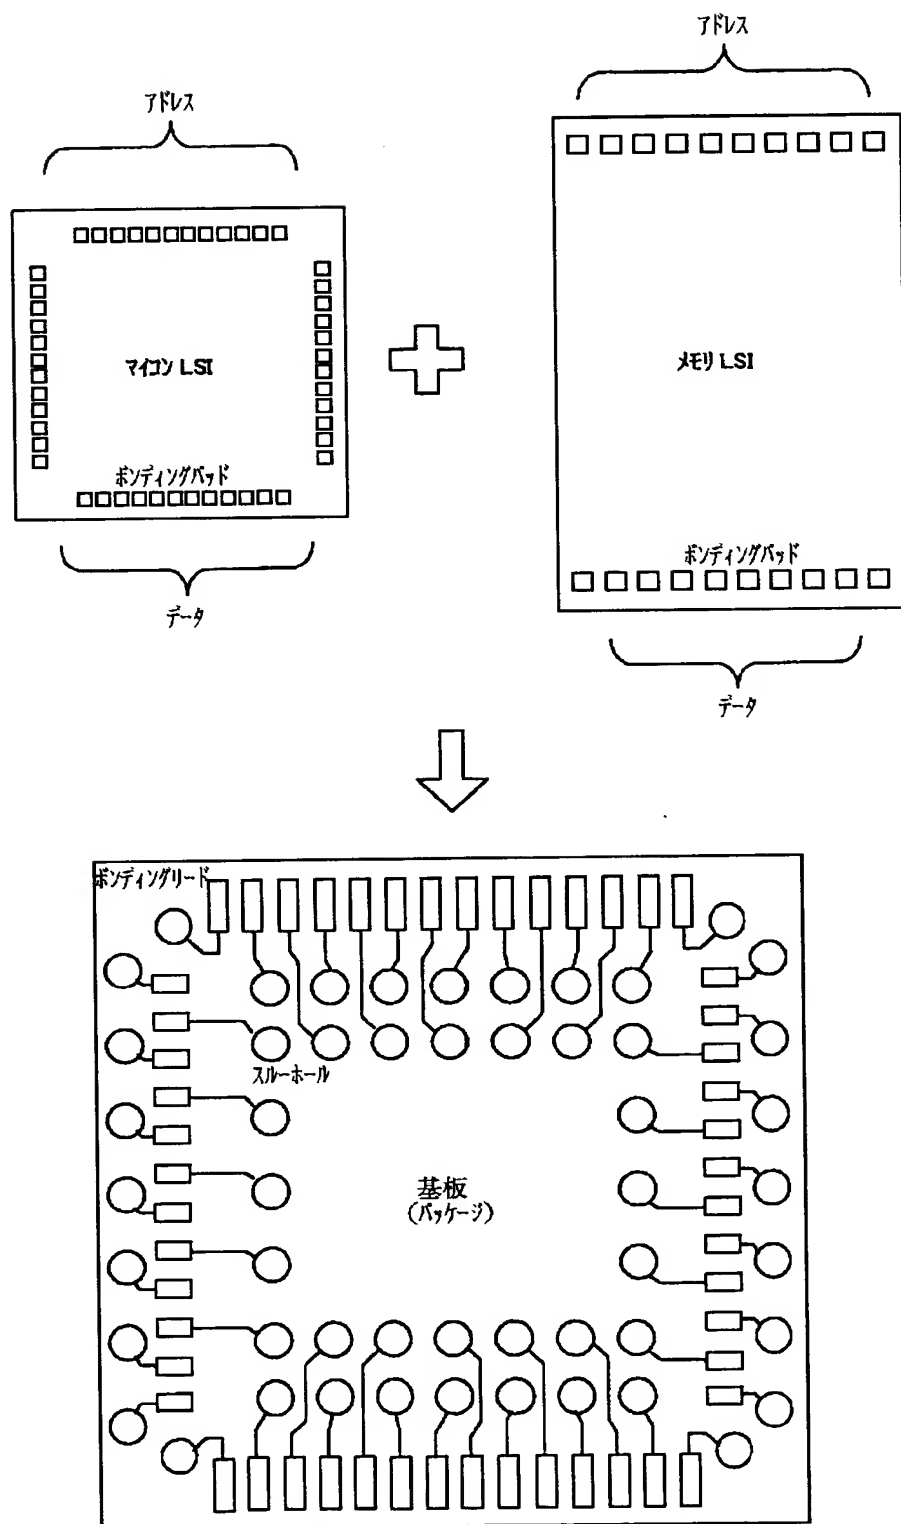 アドレス
アドレス
マイコン LSI
メモリ LSI
ボンディングパッド
ボンディングパッド
データ
データ
ボンディングリード
スルーホール
基板
(パッケージ)